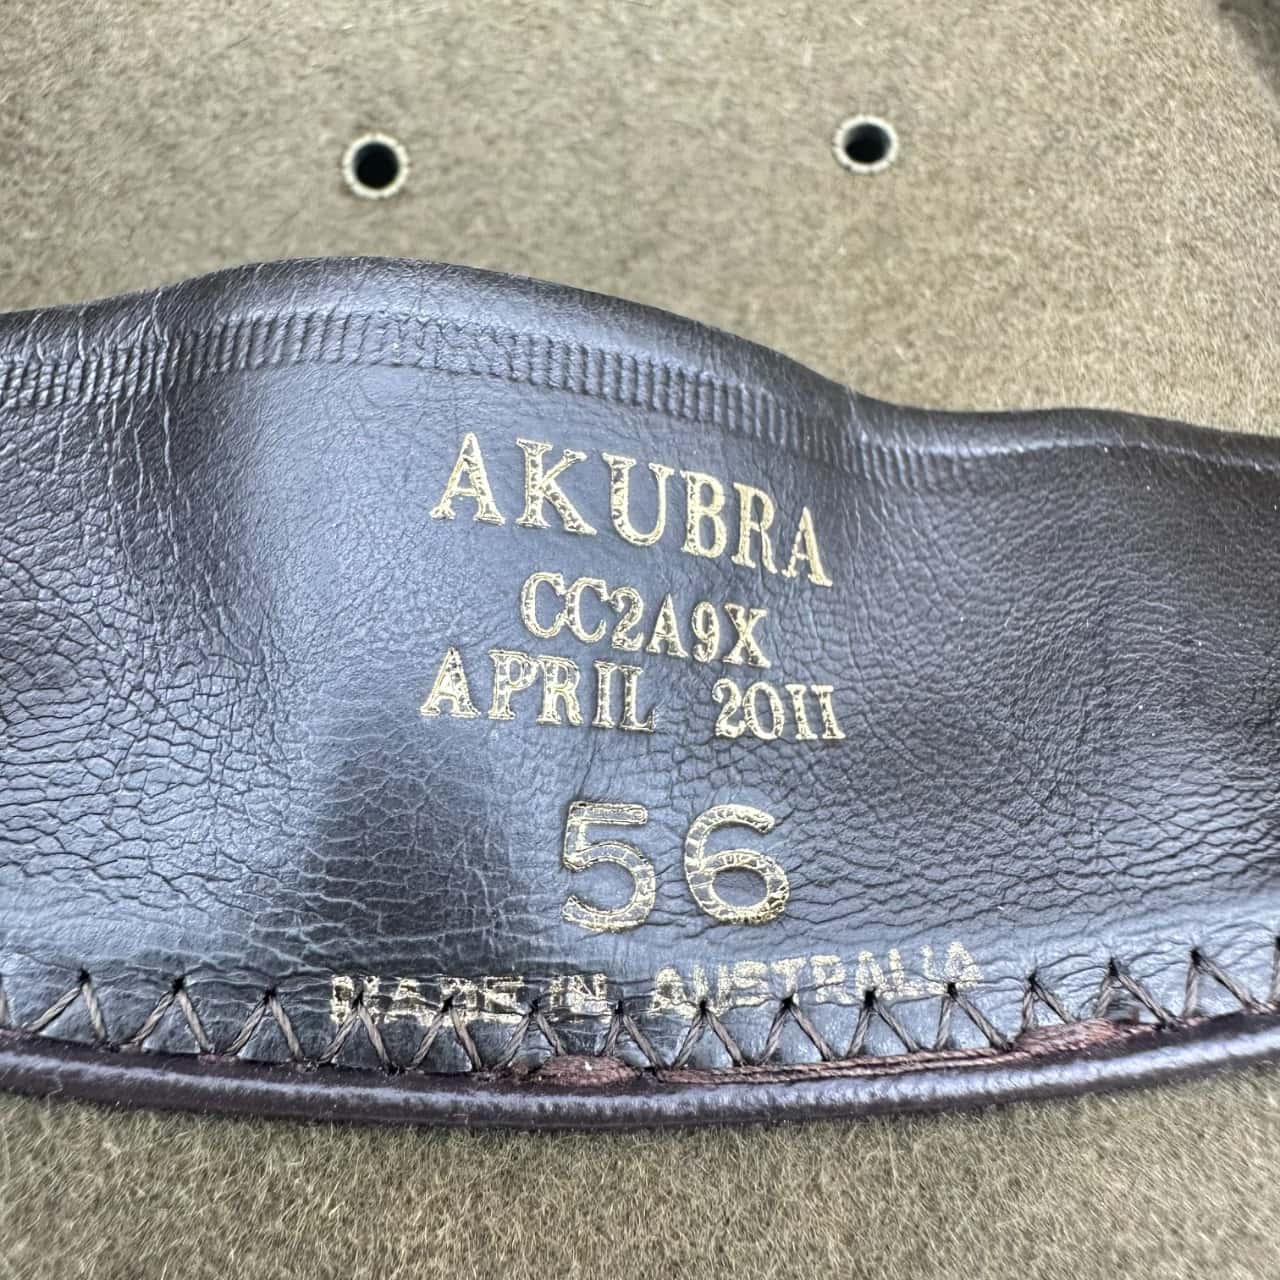 AKUBRA
CC2A9X
APRIL 2011
56
MADE IN AUSTRALIA